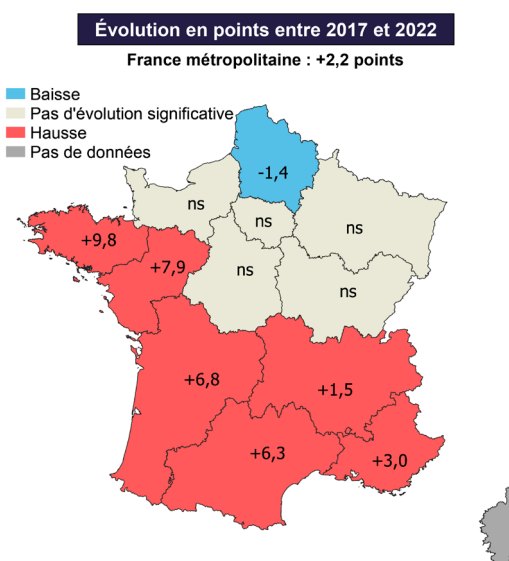 Évolution en points entre 2017 et 2022
France métropolitaine : +2,2 points
Baisse
Pas d'évolution significative
Hausse
Pas de données
-1,4
ns
ns
ns
+9,8
+7,9
ns
ns
+6,8
+1,5
+6,3
+3,0